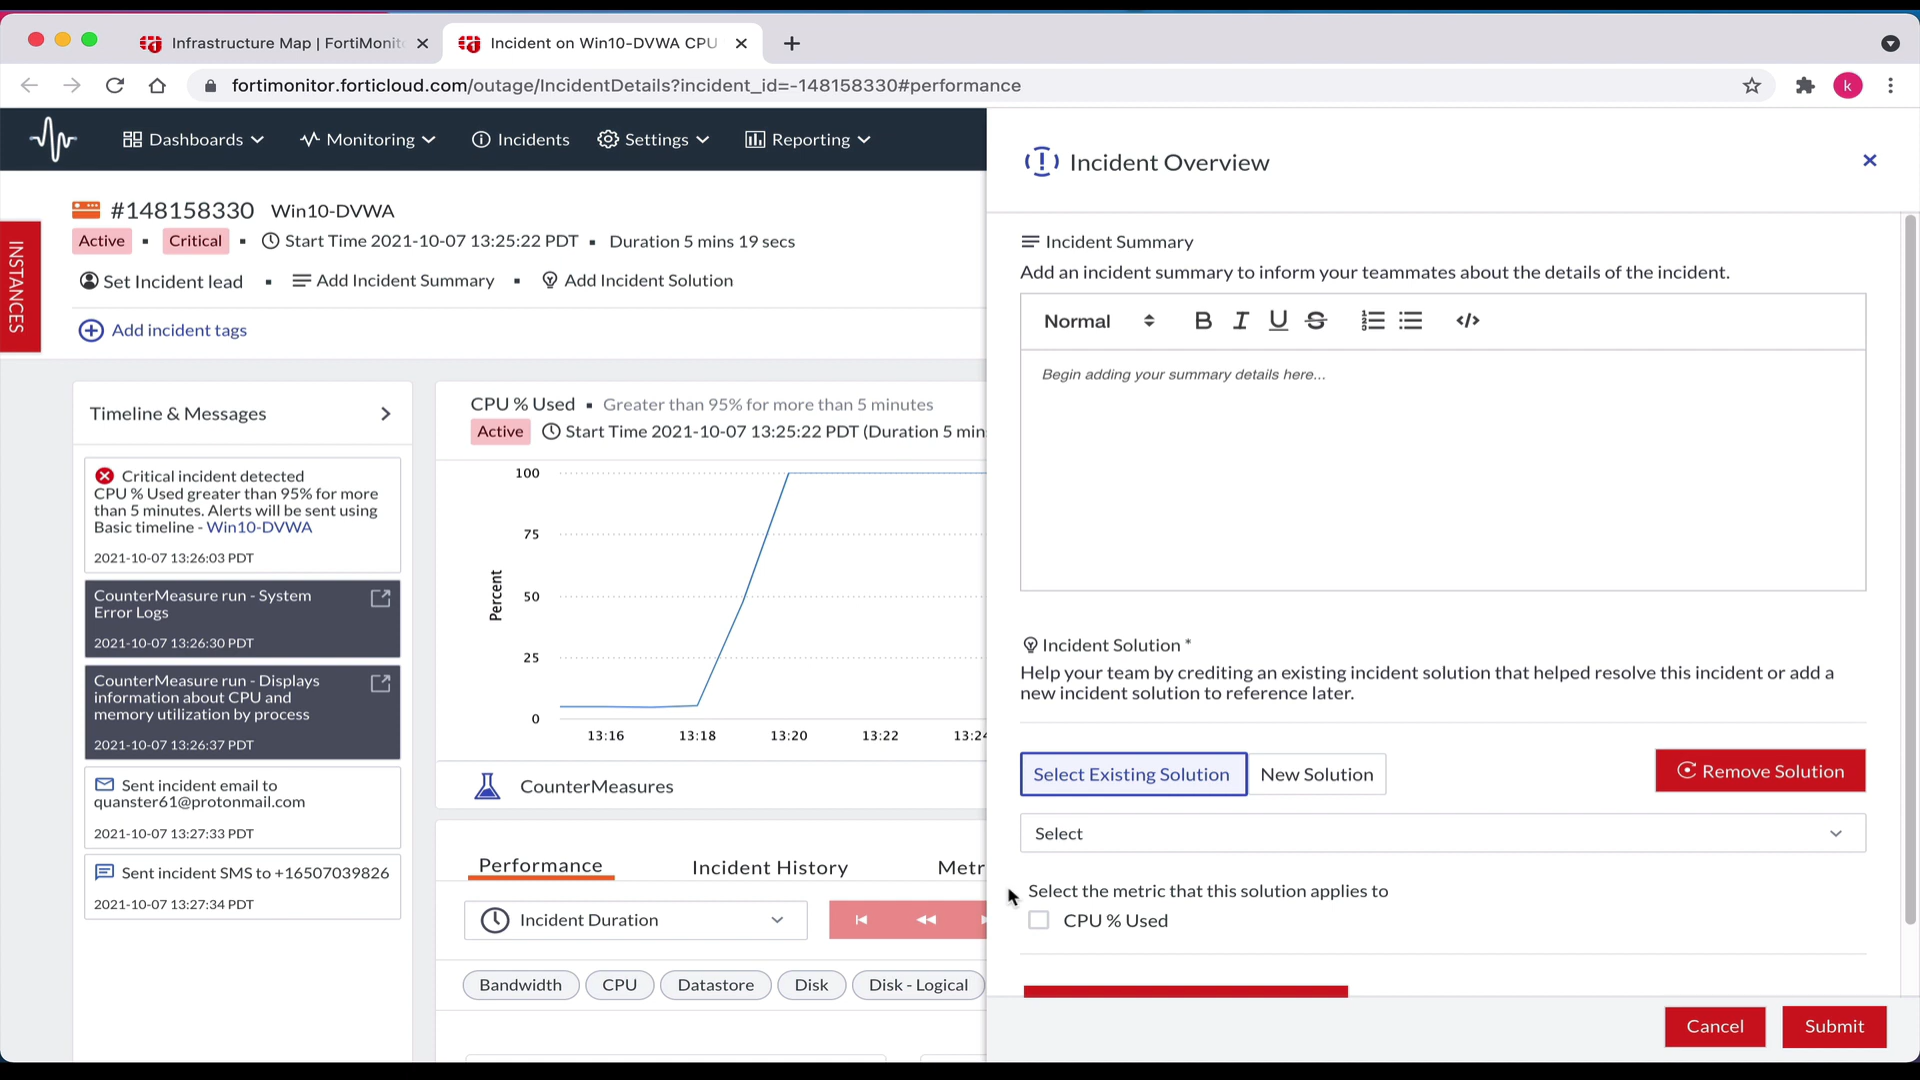 Infrastructure Map | FortiMonit
Incident on Win10-DVWA CPU
fortimonitor.forticloud.com/outage/IncidentDetails?incident_id=-148158330#performance
k
Dashboards
Monitoring
Incidents
Settings
Reporting
INSTANCES
#148158330 Win10-DVWA
Active ▪ Critical ▪ Start Time 2021-10-07 13:25:22 PDT ▪ Duration 5 mins 19 secs
Set Incident lead ▪ Add Incident Summary ▪ Add Incident Solution
Add incident tags
Timeline & Messages
Critical incident detected
CPU % Used greater than 95% for more
than 5 minutes. Alerts will be sent using
Basic timeline - Win10-DVWA
2021-10-07 13:26:03 PDT
CounterMeasure run - System
Error Logs
2021-10-07 13:26:30 PDT
CounterMeasure run - Displays
information about CPU and
memory utilization by process
2021-10-07 13:26:37 PDT
Sent incident email to
quanster61@protonmail.com
2021-10-07 13:27:33 PDT
Sent incident SMS to +16507039826
2021-10-07 13:27:34 PDT
CPU % Used ▪ Greater than 95% for more than 5 minutes
Active Start Time 2021-10-07 13:25:22 PDT (Duration 5 min
100
75
50
25
0
Percent
13:16 13:18 13:20 13:22 13:24
CounterMeasures
Performance
Incident History
Metr
Incident Duration
Bandwidth
CPU
Datastore
Disk
Disk - Logical
Incident Overview
Incident Summary
Add an incident summary to inform your teammates about the details of the incident.
Normal B I U S </>
Begin adding your summary details here...
Incident Solution *
Help your team by crediting an existing incident solution that helped resolve this incident or add a
new incident solution to reference later.
Select Existing Solution
New Solution
Remove Solution
Select
Select the metric that this solution applies to
CPU % Used
Cancel
Submit